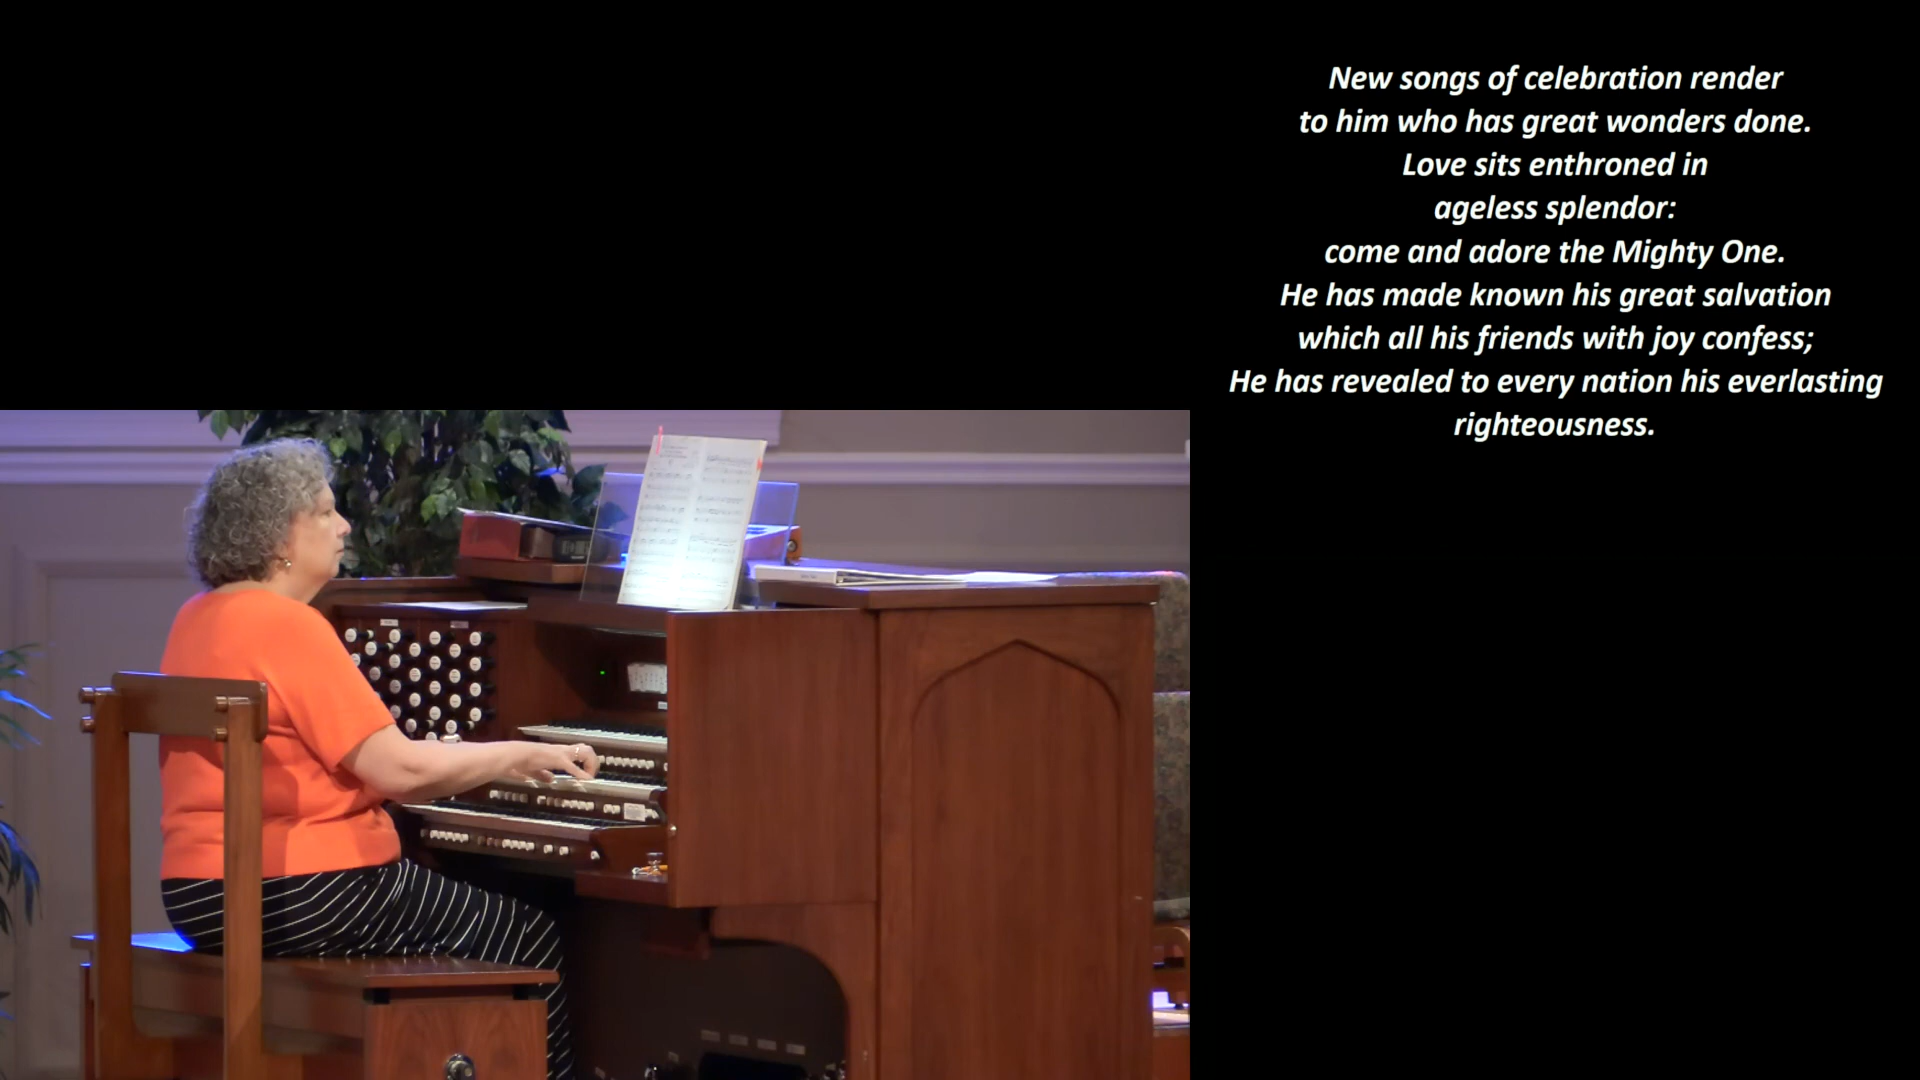 New songs of celebration render
to him who has great wonders done.
Love sits enthroned in
ageless splendor:
come and adore the Mighty One.
He has made known his great salvation
which all his friends with joy confess;
He has revealed to every nation his everlasting
righteousness.